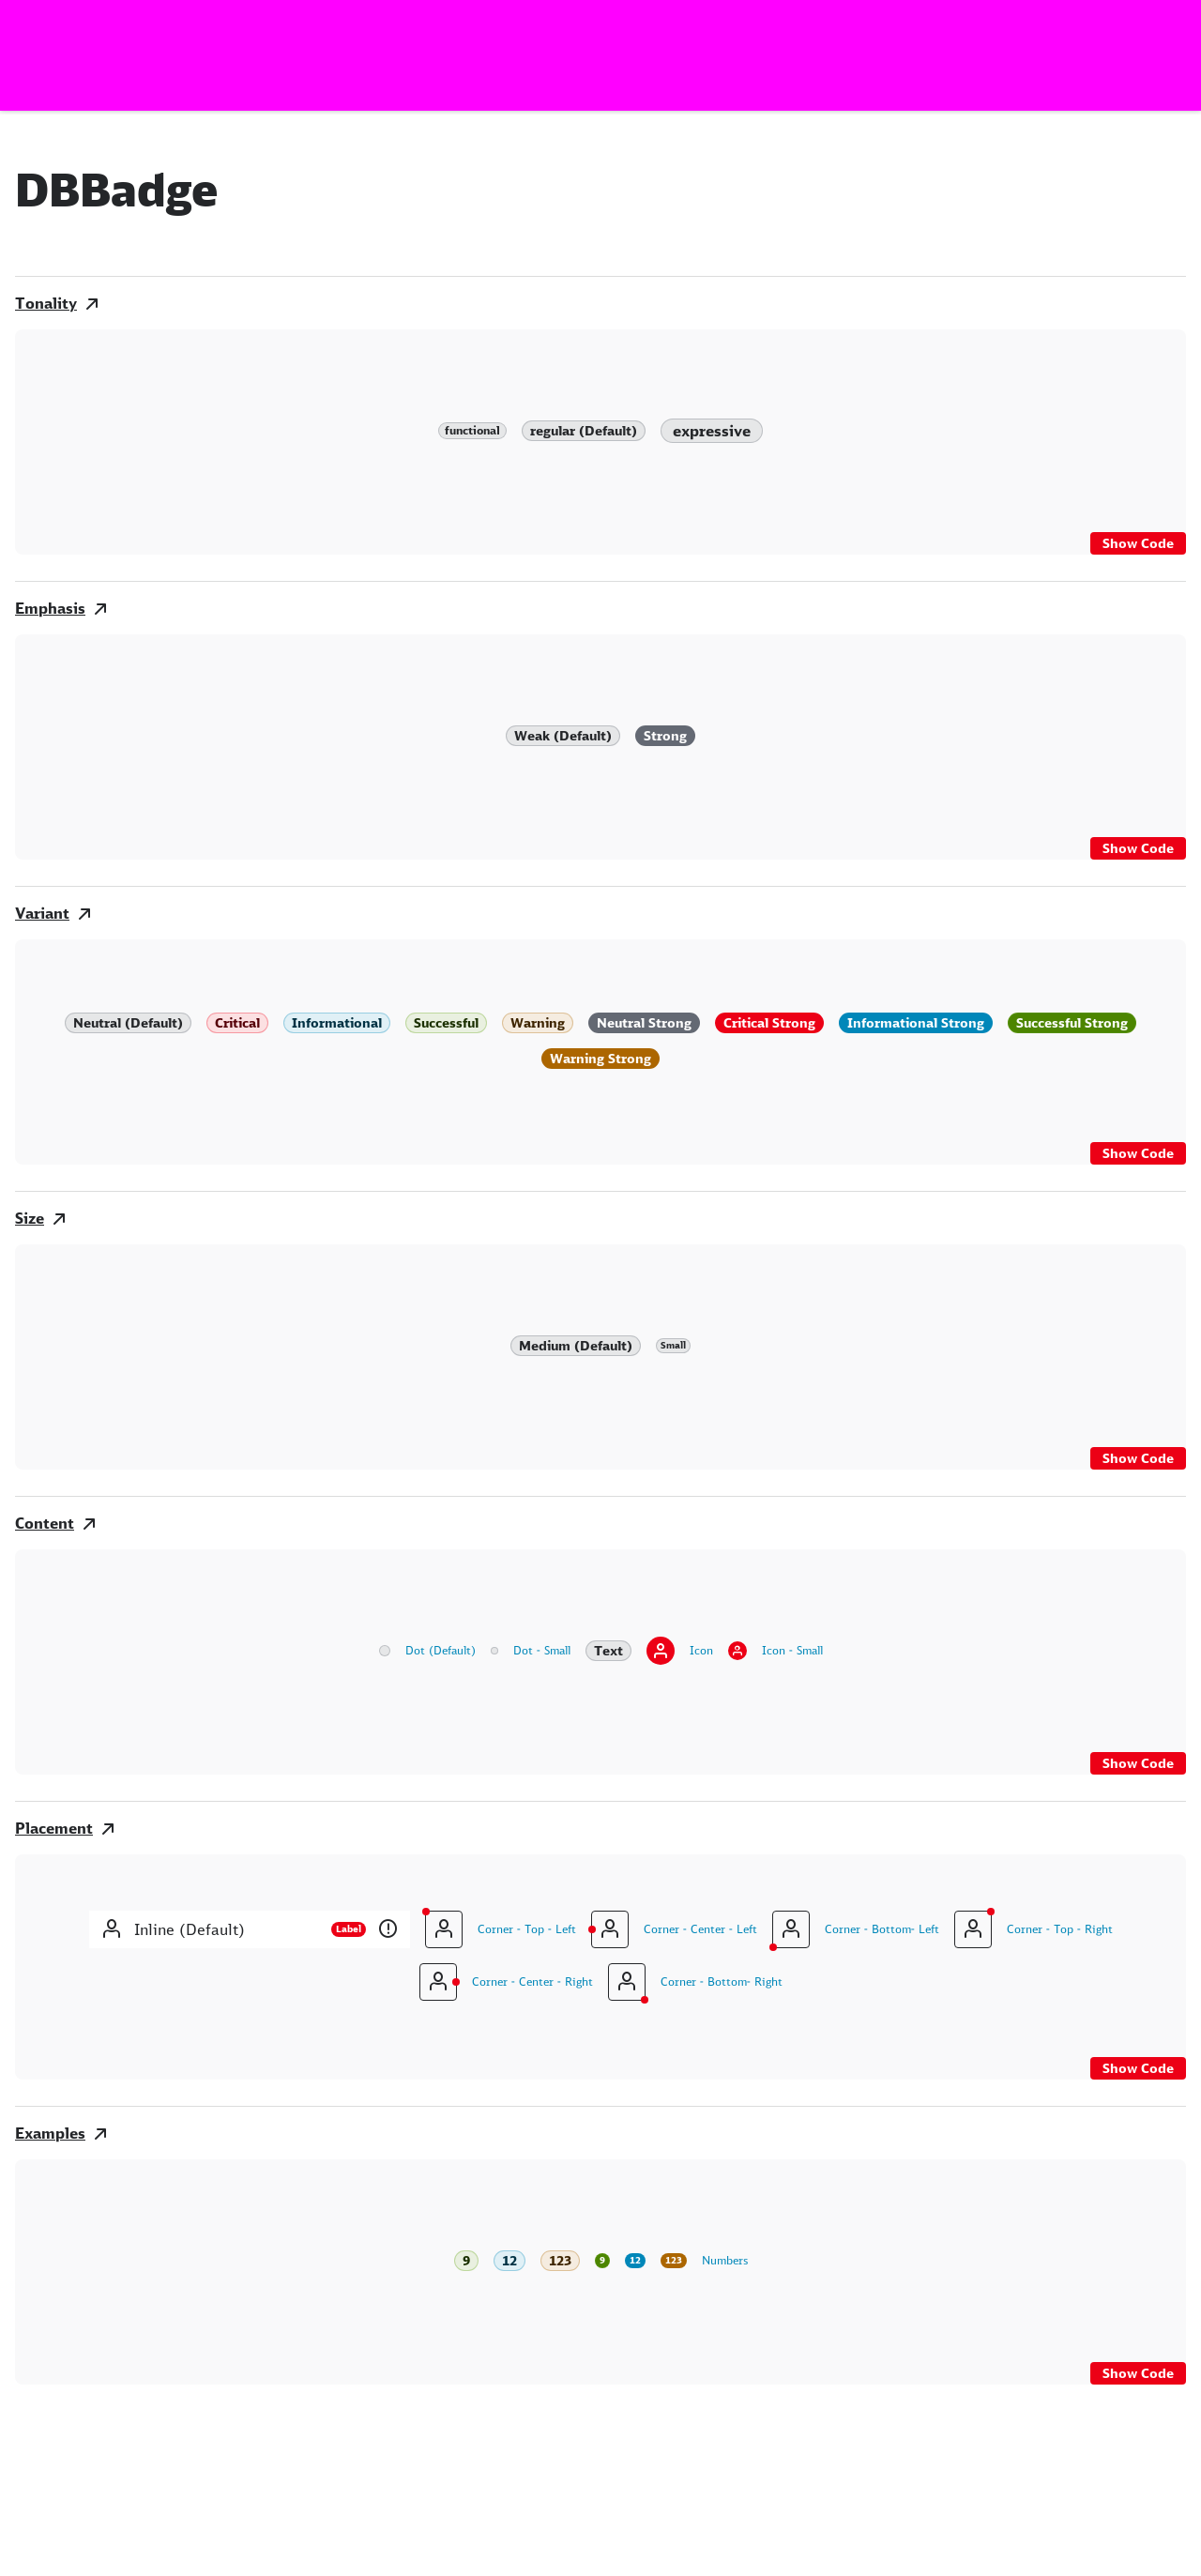 DBBadge
Tonality
functional regular (Default) expressive
Show Code
Emphasis
Weak (Default) Strong
Show Code
Variant
Neutral (Default) Critical Informational Successful Warning Neutral Strong Critical Strong Informational Strong Successful Strong
Warning Strong
Show Code
Size
Medium (Default) Small
Show Code
Content
Dot (Default) Dot - Small Text Icon Icon - Small
Show Code
Placement
Inline (Default) Label Corner - Top - Left Corner - Center - Left Corner - Bottom- Left Corner - Top - Right
Corner - Center - Right Corner - Bottom- Right
Show Code
Examples
9 12 123 9 12 123 Numbers
Show Code